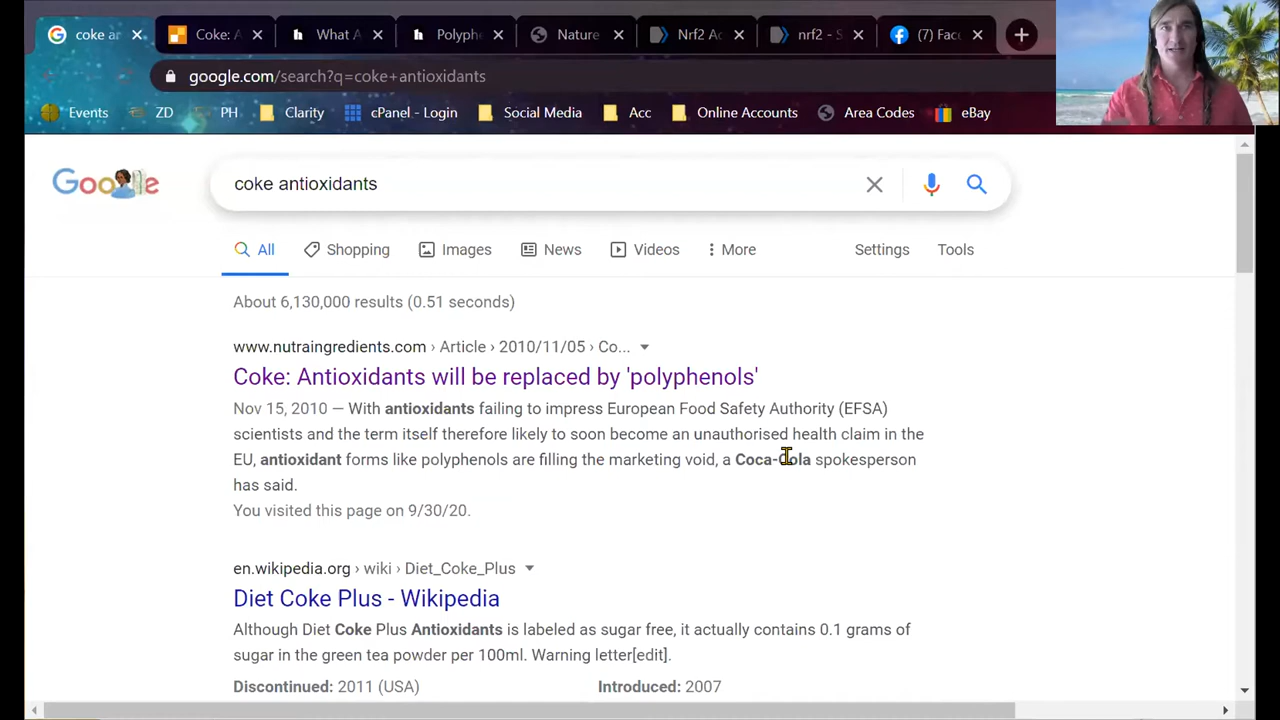 coke ar
Coke: A
What A
Polyphe
Nature
Nrf2 Ac
nrf2 - S
(7) Fac
google.com/search?q=coke+antioxidants
Events
ZD
PH
Clarity
cPanel - Login
Social Media
Acc
Online Accounts
Area Codes
eBay
Google
coke antioxidants
All
Shopping
Images
News
Videos
More
Settings
Tools
About 6,130,000 results (0.51 seconds)
www.nutraingredients.com › Article › 2010/11/05 › Co...
Coke: Antioxidants will be replaced by 'polyphenols'
Nov 15, 2010 — With antioxidants failing to impress European Food Safety Authority (EFSA)
scientists and the term itself therefore likely to soon become an unauthorised health claim in the
EU, antioxidant forms like polyphenols are filling the marketing void, a Coca-Cola spokesperson
has said.
You visited this page on 9/30/20.
en.wikipedia.org › wiki › Diet_Coke_Plus
Diet Coke Plus - Wikipedia
Although Diet Coke Plus Antioxidants is labeled as sugar free, it actually contains 0.1 grams of
sugar in the green tea powder per 100ml. Warning letter[edit].
Discontinued: 2011 (USA)
Introduced: 2007